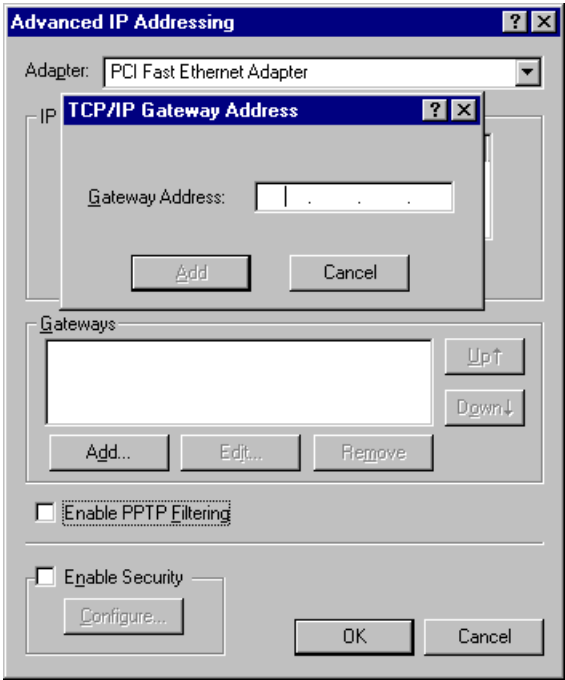 Advanced IP Addressing
Adapter: PCI Fast Ethernet Adapter
IP
TCP/IP Gateway Address
Gateway Address: . . .
Add Cancel
Gateways
Up↑
Down↓
Add... Edit... Remove
Enable PPTP Filtering
Enable Security
Configure...
OK Cancel